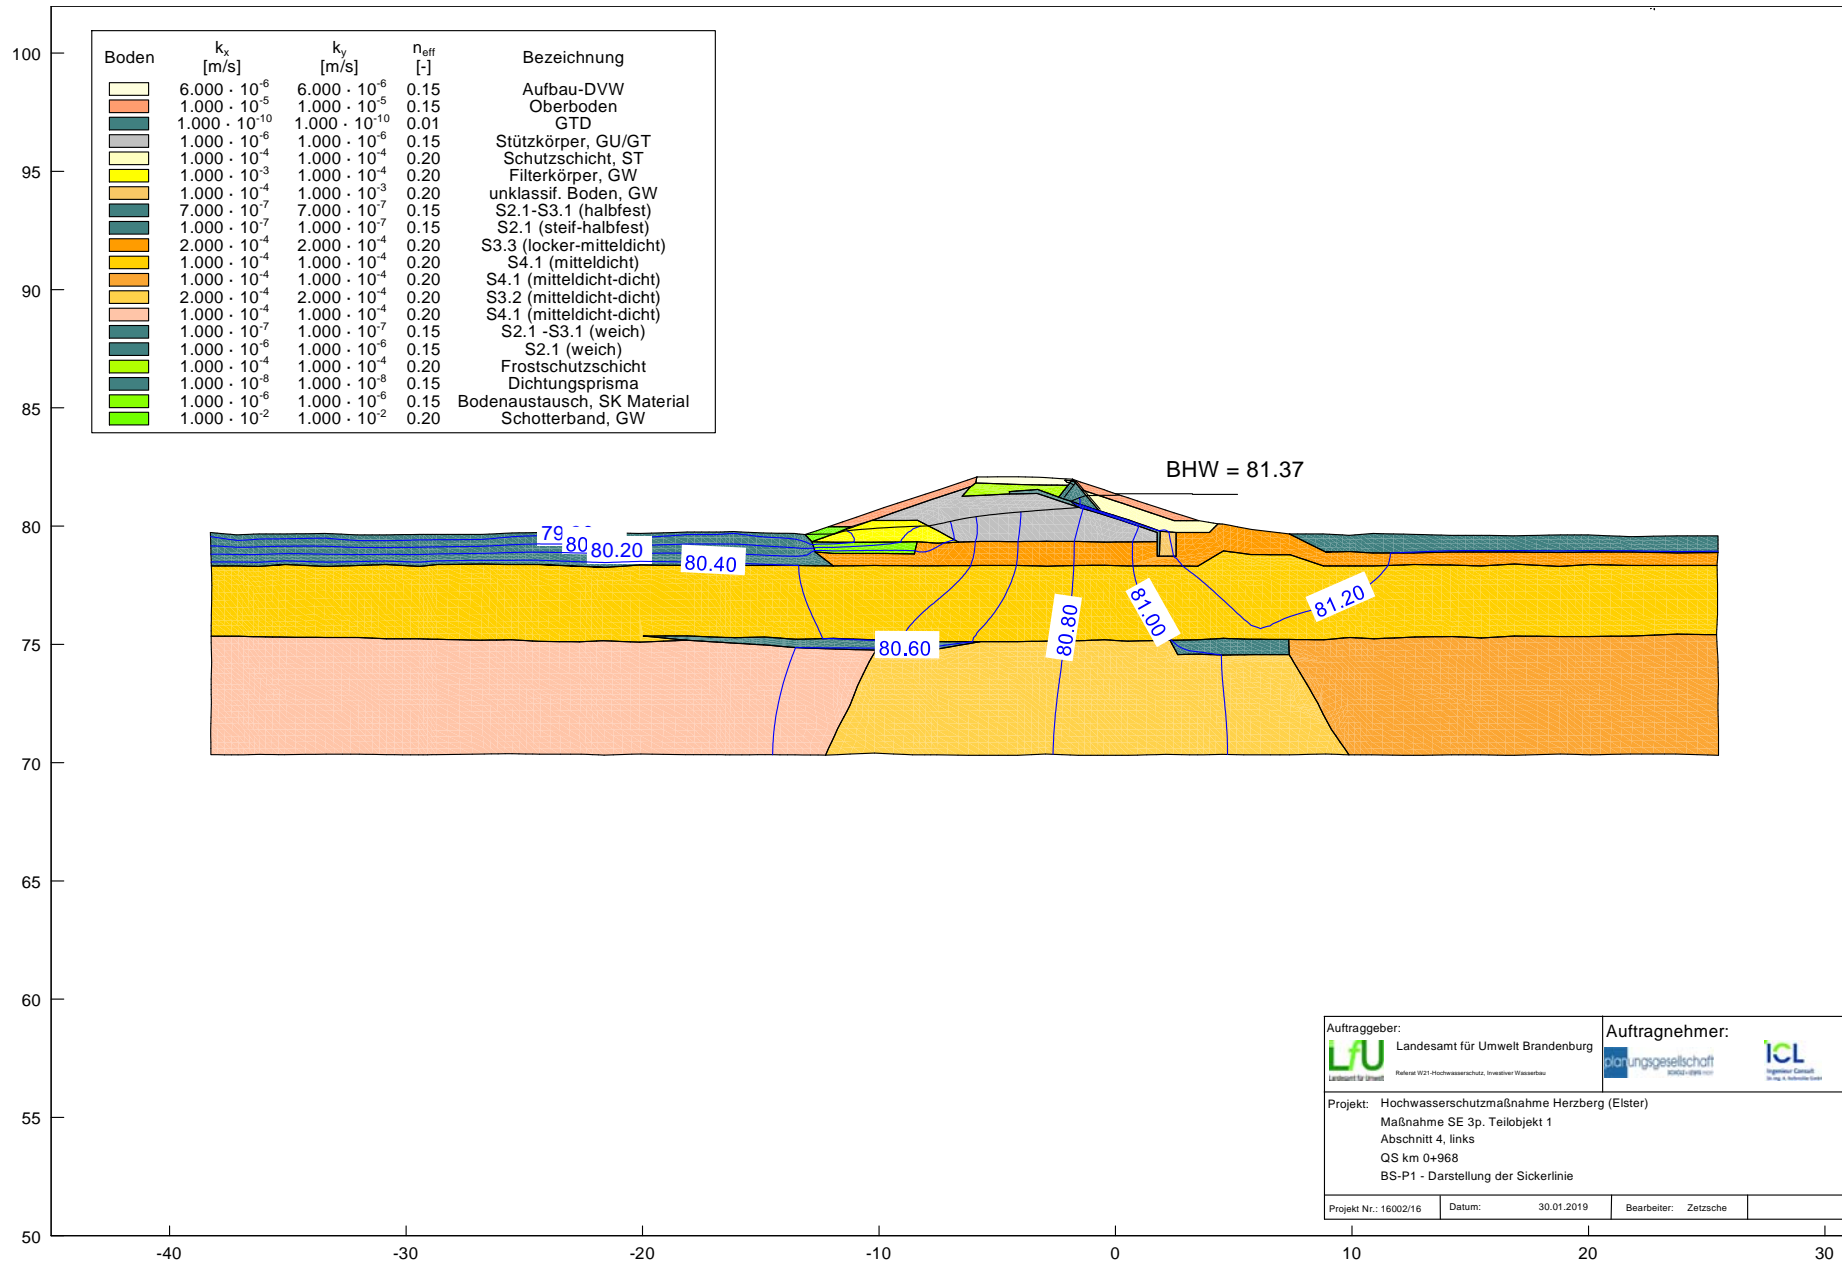 Boden kx [m/s] ky [m/s] neff [-] Bezeichnung
6.000 · 10-6 6.000 · 10-6 0.15 Aufbau-DVW
1.000 · 10-5 1.000 · 10-5 0.15 Oberboden
1.000 · 10-10 1.000 · 10-10 0.01 GTD
1.000 · 10-6 1.000 · 10-6 0.15 Stützkörper, GU/GT
1.000 · 10-4 1.000 · 10-4 0.20 Schutzschicht, ST
1.000 · 10-3 1.000 · 10-4 0.20 Filterkörper, GW
1.000 · 10-4 1.000 · 10-3 0.20 unklassif. Boden, GW
7.000 · 10-7 7.000 · 10-7 0.15 S2.1-S3.1 (halbfest)
1.000 · 10-7 1.000 · 10-7 0.15 S2.1 (steif-halbfest)
2.000 · 10-4 2.000 · 10-4 0.20 S3.3 (locker-mitteldicht)
1.000 · 10-4 1.000 · 10-4 0.20 S4.1 (mitteldicht)
1.000 · 10-4 1.000 · 10-4 0.20 S4.1 (mitteldicht-dicht)
2.000 · 10-4 2.000 · 10-4 0.20 S3.2 (mitteldicht-dicht)
1.000 · 10-4 1.000 · 10-4 0.20 S4.1 (mitteldicht-dicht)
1.000 · 10-7 1.000 · 10-7 0.15 S2.1 -S3.1 (weich)
1.000 · 10-6 1.000 · 10-6 0.15 S2.1 (weich)
1.000 · 10-4 1.000 · 10-4 0.20 Frostschutzschicht
1.000 · 10-8 1.000 · 10-8 0.15 Dichtungsprisma
1.000 · 10-6 1.000 · 10-6 0.15 Bodenaustausch, SK Material
1.000 · 10-2 1.000 · 10-2 0.20 Schotterband, GW
100
95
90
85
80
75
70
65
60
55
50
BHW = 81.37
80.20
80.40
80.60
80.80
81.00
81.20
Auftraggeber:
LfU
Landesamt für Umwelt
Landesamt für Umwelt Brandenburg
Referat W21-Hochwasserschutz, Investiver Wasserbau
Auftragnehmer:
planungsgesellschaft
ICL
Ingenieur Consult
Projekt: Hochwasserschutzmaßnahme Herzberg (Elster)
Maßnahme SE 3p. Teilobjekt 1
Abschnitt 4, links
QS km 0+968
BS-P1 - Darstellung der Sickerlinie
Projekt Nr.: 16002/16 Datum: 30.01.2019 Bearbeiter: Zetzsche
-40 -30 -20 -10 0 10 20 30